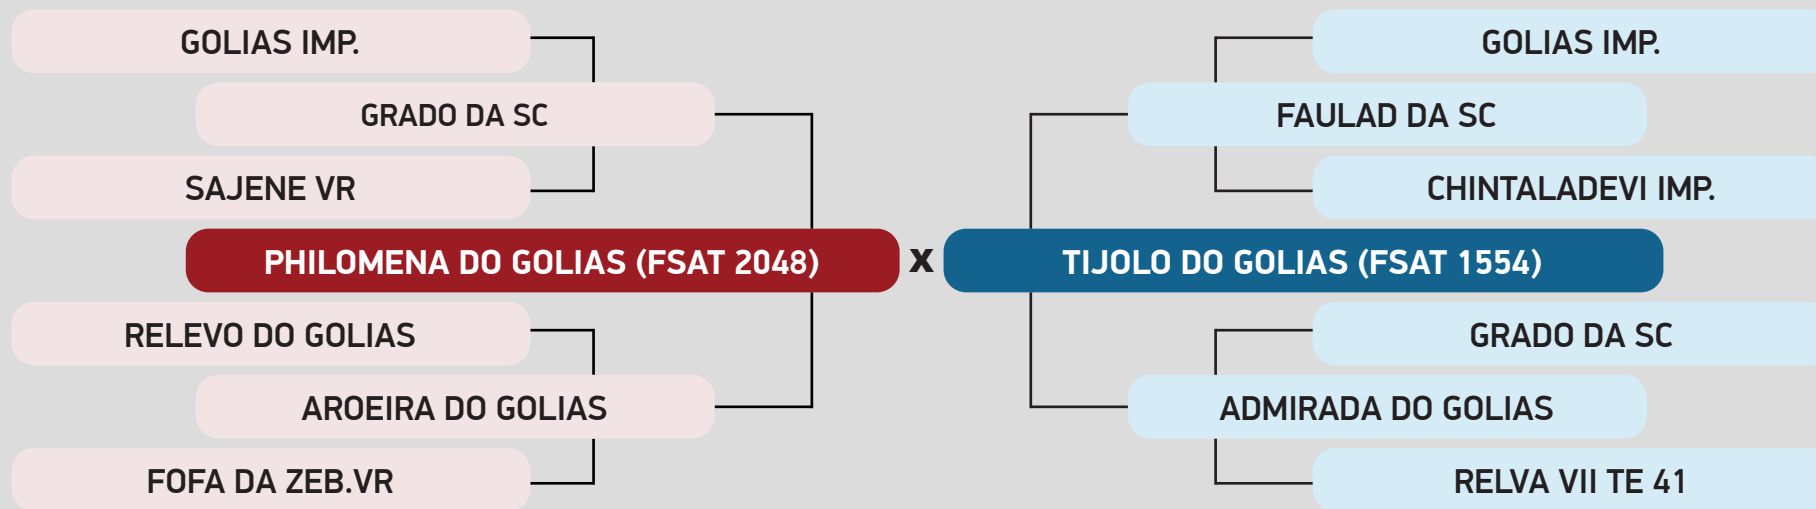 GOLIAS IMP.
GRADO DA SC
SAJENE VR
PHILOMENA DO GOLIAS (FSAT 2048)
RELEVO DO GOLIAS
AROEIRA DO GOLIAS
FOFA DA ZEB.VR
X
GOLIAS IMP.
FAULAD DA SC
CHINTALADEVI IMP.
TIJOLO DO GOLIAS (FSAT 1554)
GRADO DA SC
ADMIRADA DO GOLIAS
RELVA VII TE 41